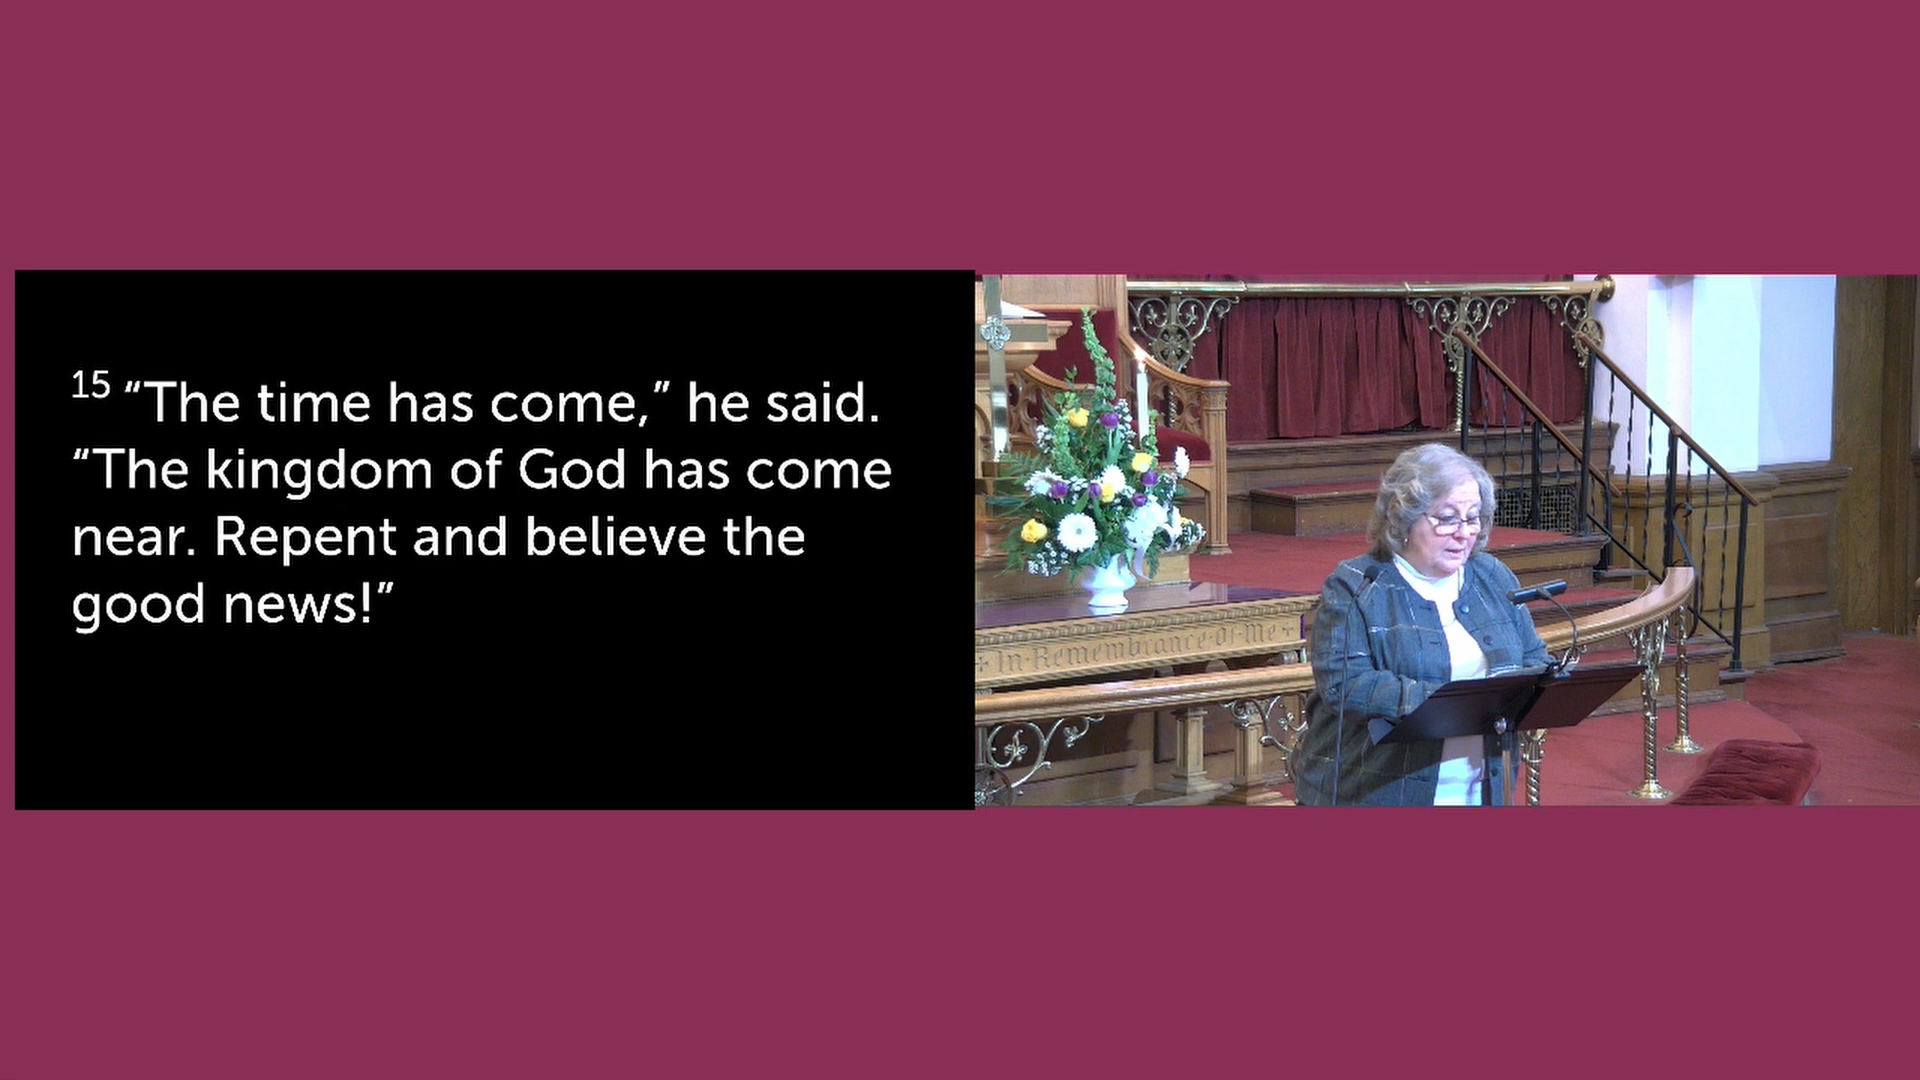 15 “The time has come,” he said.
“The kingdom of God has come
near. Repent and believe the
good news!”
In Remembrance of Me